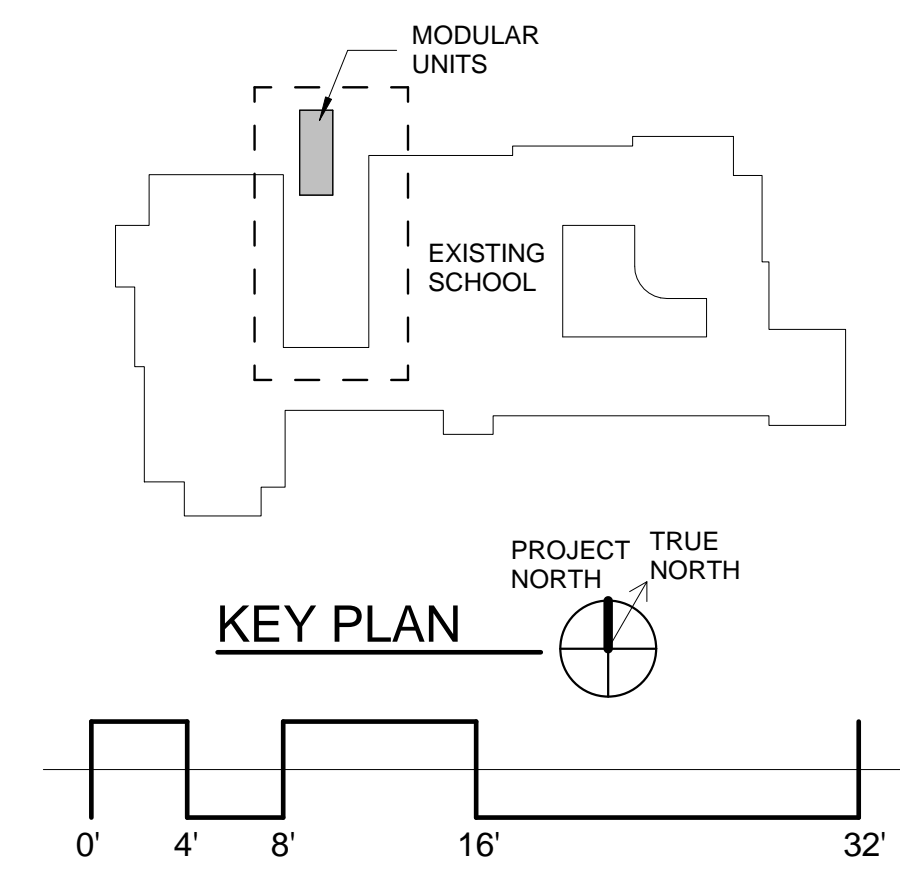 MODULAR
UNITS
EXISTING
SCHOOL
PROJECT
NORTH
TRUE
NORTH
KEY PLAN
0' 4' 8' 16' 32'